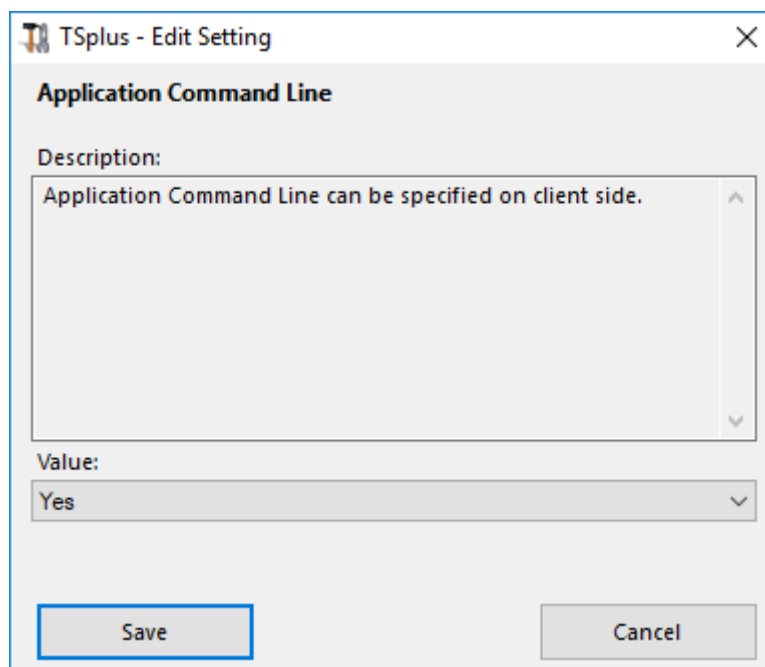 TSplus - Edit Setting
Application Command Line
Description:
Application Command Line can be specified on client side.
Value:
Yes
Save
Cancel